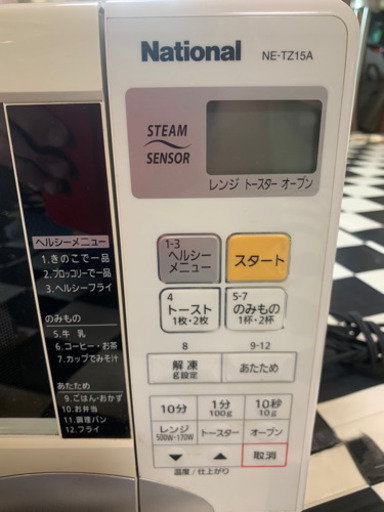 National
NE-TZ15A
STEAM
SENSOR
レンジ トースター オーブン
ヘルシーメニュー
1.きのこで一品
2.ブロッコリーで一品
3.ヘルシーフライ
のみもの
5.牛 乳
6.コーヒー・お茶
7.カップでみそ汁
あたため
9.ごはん・おかず
10.お弁当
11.調理パン
12.フライ
1-3
ヘルシー
メニュー
スタート
4
トースト
1枚・2枚
5-7
のみもの
1杯・2杯
8
解凍
g設定
9-12
あたため
10分
1分
100g
10秒
10g
レンジ
500W・170W
トースター
オーブン
▼
▲
取消
温度/仕上がり